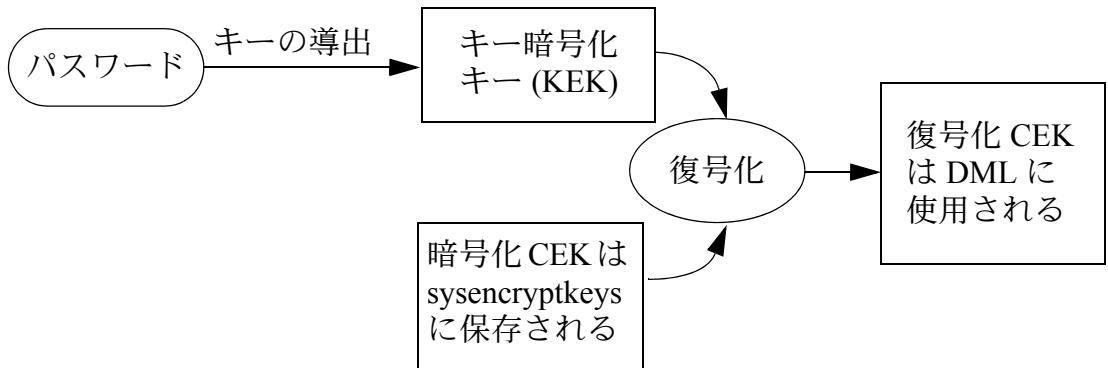 パスワード
キーの導出
キー暗号化
キー (KEK)
復号化
復号化 CEK
は DML に
使用される
暗号化 CEK は
sysencryptkeys
に保存される